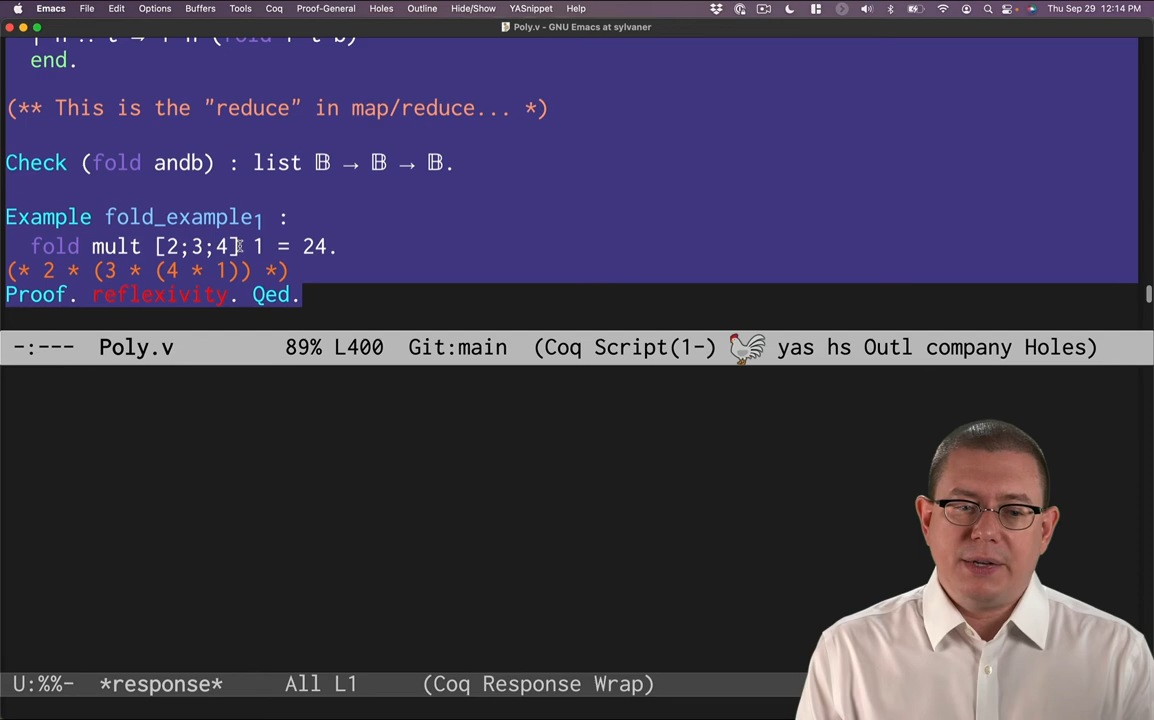 Emacs File Edit Options Buffers Tools Coq Proof-General Holes Outline Hide/Show YASnippet Help Thu Sep 29 12:14 PM
Poly.v - GNU Emacs at sylvaner
end.
(** This is the "reduce" in map/reduce... *)
Check (fold andb) : list 𝔹 → 𝔹 → 𝔹.
Example fold_example₁ :
fold mult [2;3;4] 1 = 24.
(* 2 * (3 * (4 * 1)) *)
Proof. reflexivity. Qed.
-:--- Poly.v 89% L400 Git:main (Coq Script(1-) yas hs Outl company Holes)
U:%%- *response* All L1 (Coq Response Wrap)